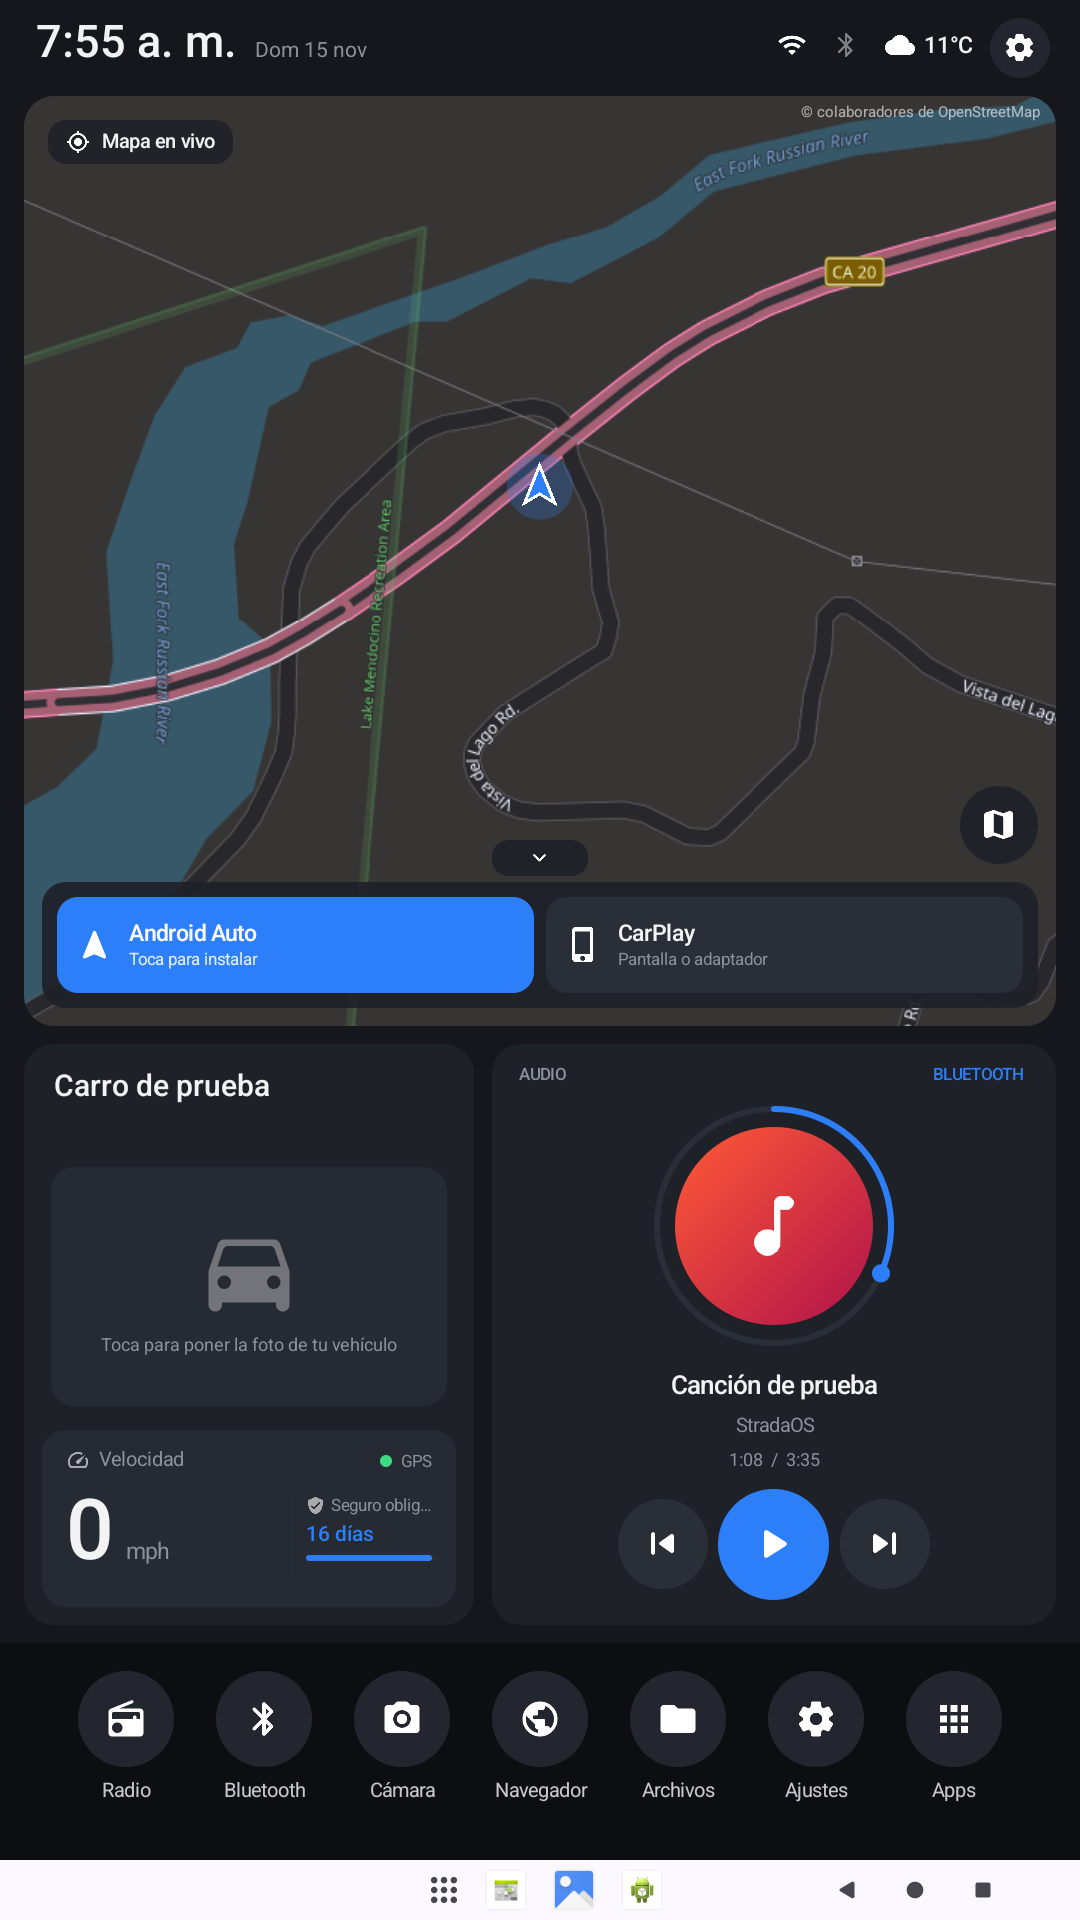 7:55 a. m. Dom 15 nov 11°C
© colaboradores de OpenStreetMap
Mapa en vivo
East Fork Russian River
CA 20
Lake Mendocino Recreation Area
East Fork Russian River
Vista del Lago Rd.
Vista del Lag
Android Auto
Toca para instalar
CarPlay
Pantalla o adaptador
Carro de prueba
Toca para poner la foto de tu vehículo
Velocidad
GPS
0 mph
Seguro oblig...
16 días
AUDIO
BLUETOOTH
Canción de prueba
StradaOS
1:08 / 3:35
Radio
Bluetooth
Cámara
Navegador
Archivos
Ajustes
Apps